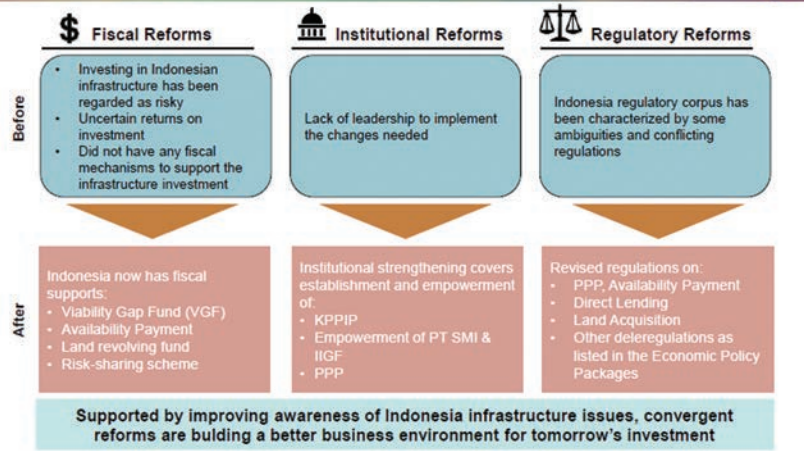 $ Fiscal Reforms
Institutional Reforms
Regulatory Reforms
Before
• Investing in Indonesian
infrastructure has been
regarded as risky
• Uncertain returns on
investment
• Did not have any fiscal
mechanisms to support the
infrastructure investment
Lack of leadership to implement
the changes needed
Indonesia regulatory corpus has
been characterized by some
ambiguities and conflicting
regulations
After
Indonesia now has fiscal
supports:
• Viability Gap Fund (VGF)
• Availability Payment
• Land revolving fund
• Risk-sharing scheme
Institutional strengthening covers
establishment and empowerment
of:
• KPPIP
• Empowerment of PT SMI &
IIGF
• PPP
Revised regulations on:
• PPP, Availability Payment
• Direct Lending
• Land Acquisition
• Other deleregulations as
listed in the Economic Policy
Packages
Supported by improving awareness of Indonesia infrastructure issues, convergent
reforms are bulding a better business environment for tomorrow's investment